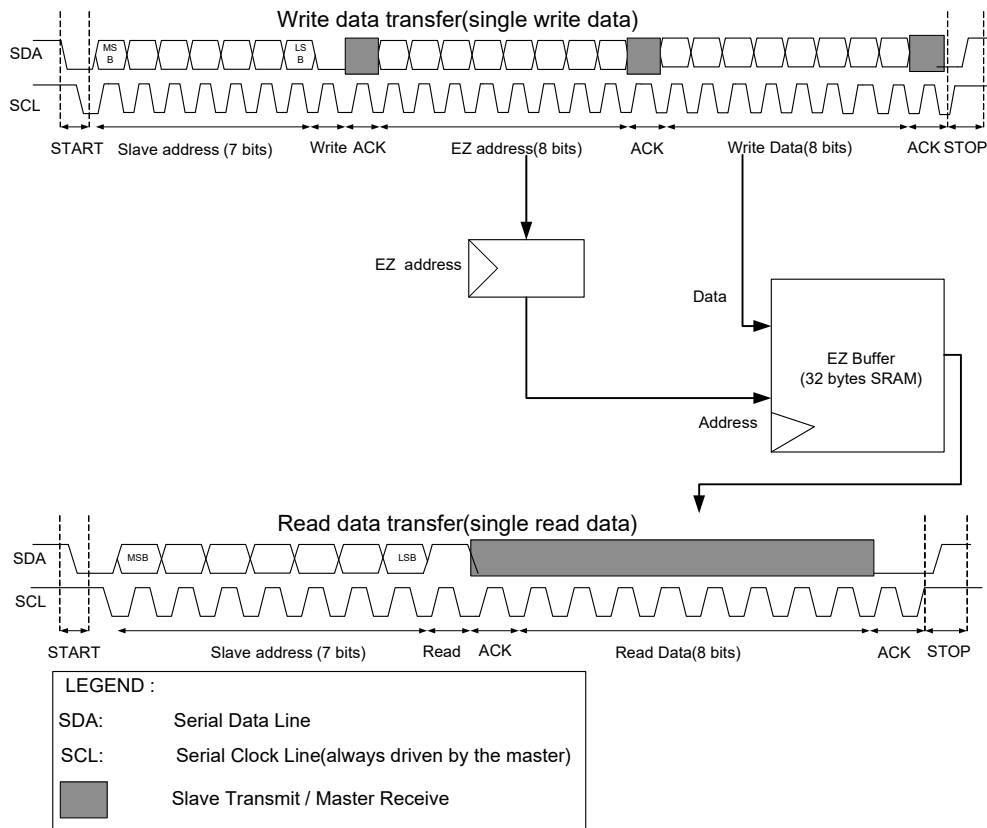 Write data transfer(single write data)
SDA
MS
B
LS
B
SCL
START Slave address (7 bits) Write ACK EZ address(8 bits) ACK Write Data(8 bits) ACK STOP
EZ address
Data
EZ Buffer
(32 bytes SRAM)
Address
Read data transfer(single read data)
SDA MSB LSB
SCL
START Slave address (7 bits) Read ACK Read Data(8 bits) ACK STOP
LEGEND :
SDA: Serial Data Line
SCL: Serial Clock Line(always driven by the master)
Slave Transmit / Master Receive